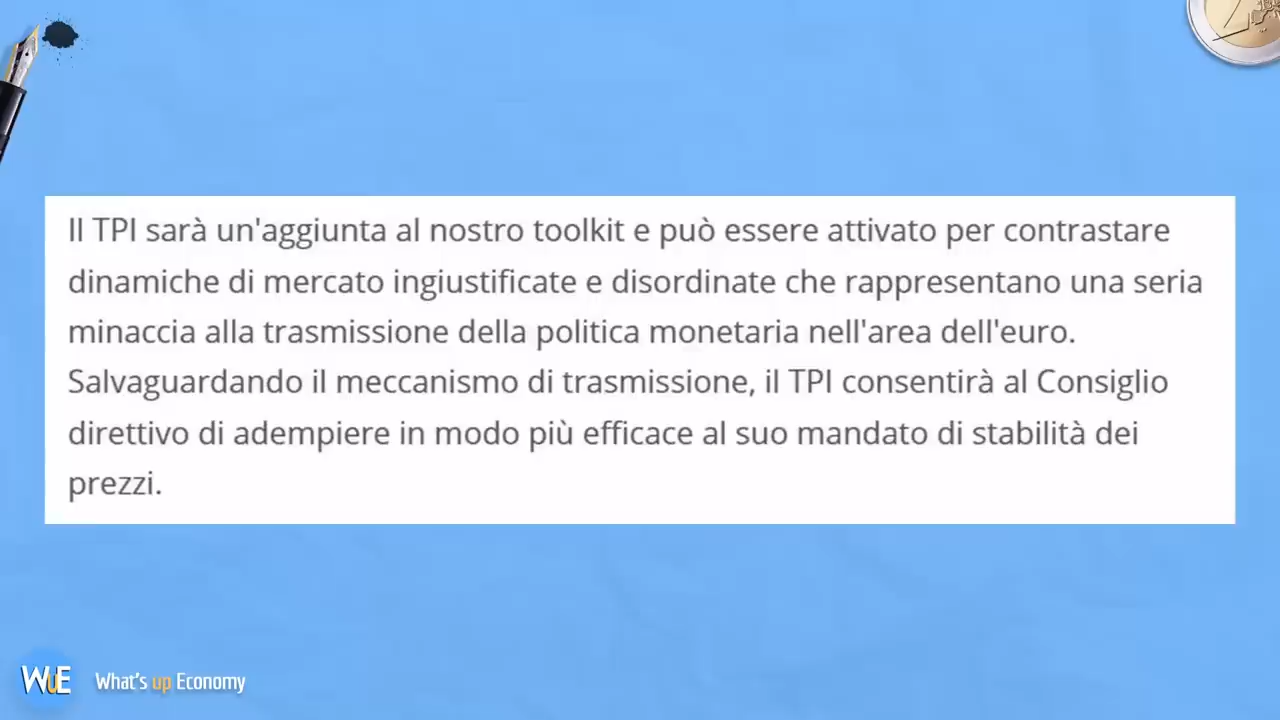 Il TPI sarà un'aggiunta al nostro toolkit e può essere attivato per contrastare
dinamiche di mercato ingiustificate e disordinate che rappresentano una seria
minaccia alla trasmissione della politica monetaria nell'area dell'euro.
Salvaguardando il meccanismo di trasmissione, il TPI consentirà al Consiglio
direttivo di adempiere in modo più efficace al suo mandato di stabilità dei
prezzi.
WuE What's up Economy